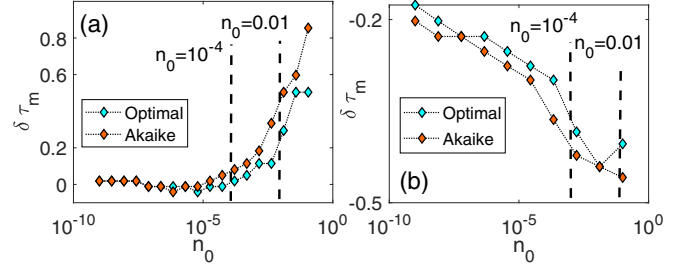 (a)
n₀=10⁻⁴
n₀=0.01
0.8
0.6
0.2
0
δ τₘ
Optimal
Akaike
10⁻¹⁰
10⁻⁵
10⁰
n₀
(b)
n₀=10⁻⁴
n₀=0.01
-0.2
-0.5
δ τₘ
Optimal
Akaike
10⁻¹⁰
10⁻⁵
10⁰
n₀